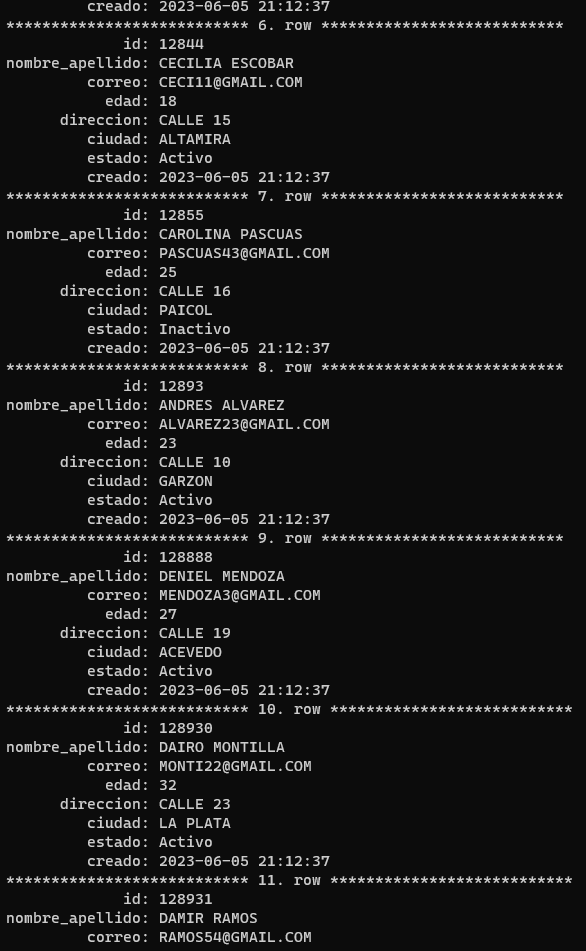 creado: 2023-06-05 21:12:37
*************************** 6. row ***************************
id: 12844
nombre_apellido: CECILIA ESCOBAR
correo: CECI11@GMAIL.COM
edad: 18
direccion: CALLE 15
ciudad: ALTAMIRA
estado: Activo
creado: 2023-06-05 21:12:37
*************************** 7. row ***************************
id: 12855
nombre_apellido: CAROLINA PASCUAS
correo: PASCUAS43@GMAIL.COM
edad: 25
direccion: CALLE 16
ciudad: PAICOL
estado: Inactivo
creado: 2023-06-05 21:12:37
*************************** 8. row ***************************
id: 12893
nombre_apellido: ANDRES ALVAREZ
correo: ALVAREZ23@GMAIL.COM
edad: 23
direccion: CALLE 10
ciudad: GARZON
estado: Activo
creado: 2023-06-05 21:12:37
*************************** 9. row ***************************
id: 128888
nombre_apellido: DENIEL MENDOZA
correo: MENDOZA3@GMAIL.COM
edad: 27
direccion: CALLE 19
ciudad: ACEVEDO
estado: Activo
creado: 2023-06-05 21:12:37
*************************** 10. row ***************************
id: 128930
nombre_apellido: DAIRO MONTILLA
correo: MONTI22@GMAIL.COM
edad: 32
direccion: CALLE 23
ciudad: LA PLATA
estado: Activo
creado: 2023-06-05 21:12:37
*************************** 11. row ***************************
id: 128931
nombre_apellido: DAMIR RAMOS
correo: RAMOS54@GMAIL.COM